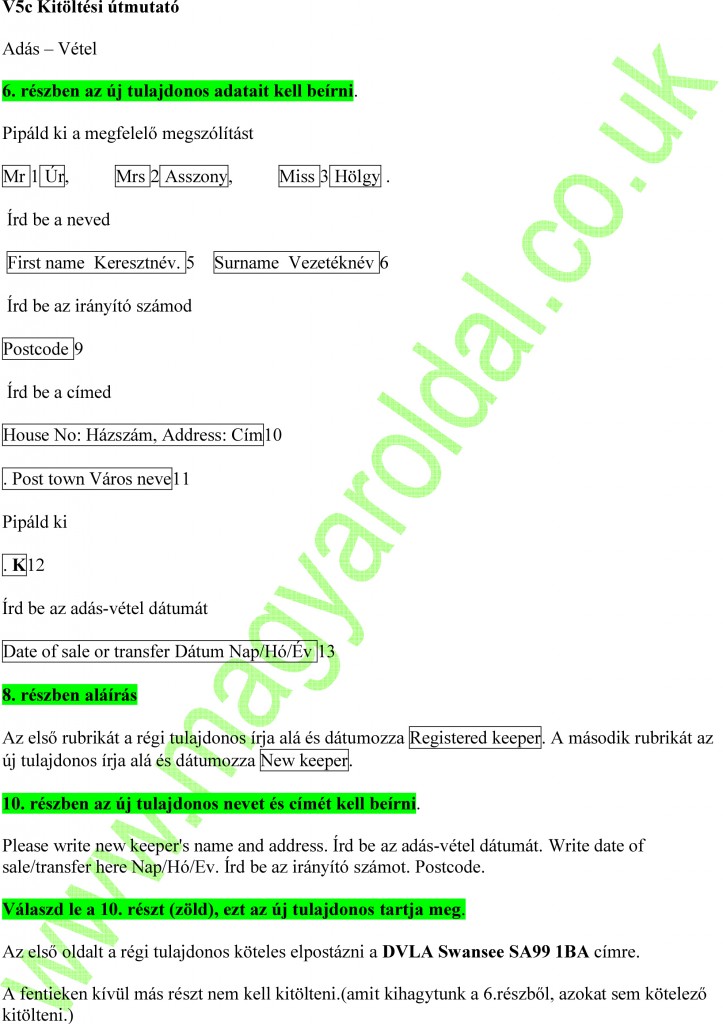 V5c Kitöltési útmutató
Adás – Vétel
6. részben az új tulajdonos adatait kell beírni.
Pipáld ki a megfelelő megszólítást
Mr 1 Úr, Mrs 2 Asszony, Miss 3 Hölgy .
Írd be a neved
First name Keresztnév. 5 Surname Vezetéknév 6
Írd be az irányító számod
Postcode 9
Írd be a címed
House No: Házszám, Address: Cím10
. Post town Város neve11
Pipáld ki
. K12
Írd be az adás-vétel dátumát
Date of sale or transfer Dátum Nap/Hó/Év 13
8. részben aláírás
Az első rubrikát a régi tulajdonos írja alá és dátumozza Registered keeper. A második rubrikát az
új tulajdonos írja alá és dátumozza New keeper.
10. részben az új tulajdonos nevet és címét kell beírni.
Please write new keeper's name and address. Írd be az adás-vétel dátumát. Write date of
sale/transfer here Nap/Hó/Ev. Írd be az irányító számot. Postcode.
Válaszd le a 10. részt (zöld), ezt az új tulajdonos tartja meg.
Az első oldalt a régi tulajdonos köteles elpostázni a DVLA Swansee SA99 1BA címre.
A fentieken kívül más részt nem kell kitölteni.(amit kihagytunk a 6.részből, azokat sem kötelező
kitölteni.)
www.magyaroldal.co.uk